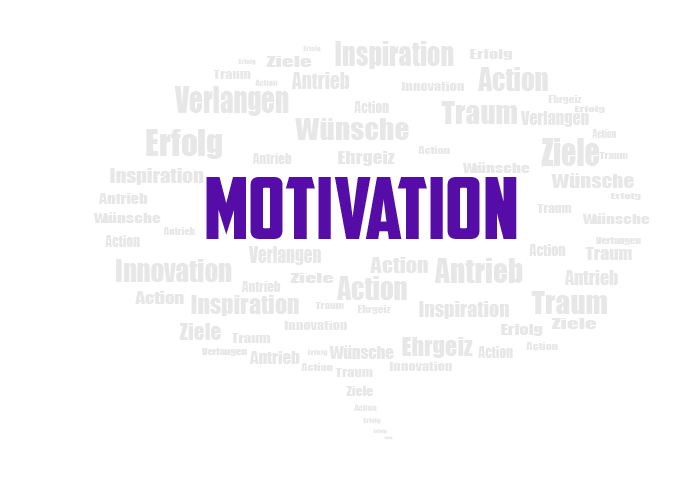 Erfolg
Inspiration
Erfolg
Erfolg
Ziele
Traum
Antrieb
Action
Action
Innovation
Verlangen
Action
Traum
Ehrgeiz
Erfolg
Verlangen
Wünsche
Action
Erfolg
Antrieb
Ehrgeiz
Action
Ziele
Traum
Inspiration
Wünsche
Wünsche
MOTIVATION
Antrieb
Erfolg
Traum
Wünsche
Wünsche
Antrieb
Action
Verlangen
Verlangen
Action
Traum
Innovation
Action
Antrieb
Ziele
Antrieb
Antrieb
Action
Action
Inspiration
Traum
Ehrgeiz
Inspiration
Traum
Ziele
Innovation
Erfolg
Ziele
Traum
Verlangen
Antrieb
Erfolg
Wünsche
Ehrgeiz
Action
Action
Action
Traum
Innovation
Ziele
Action
Erfolg